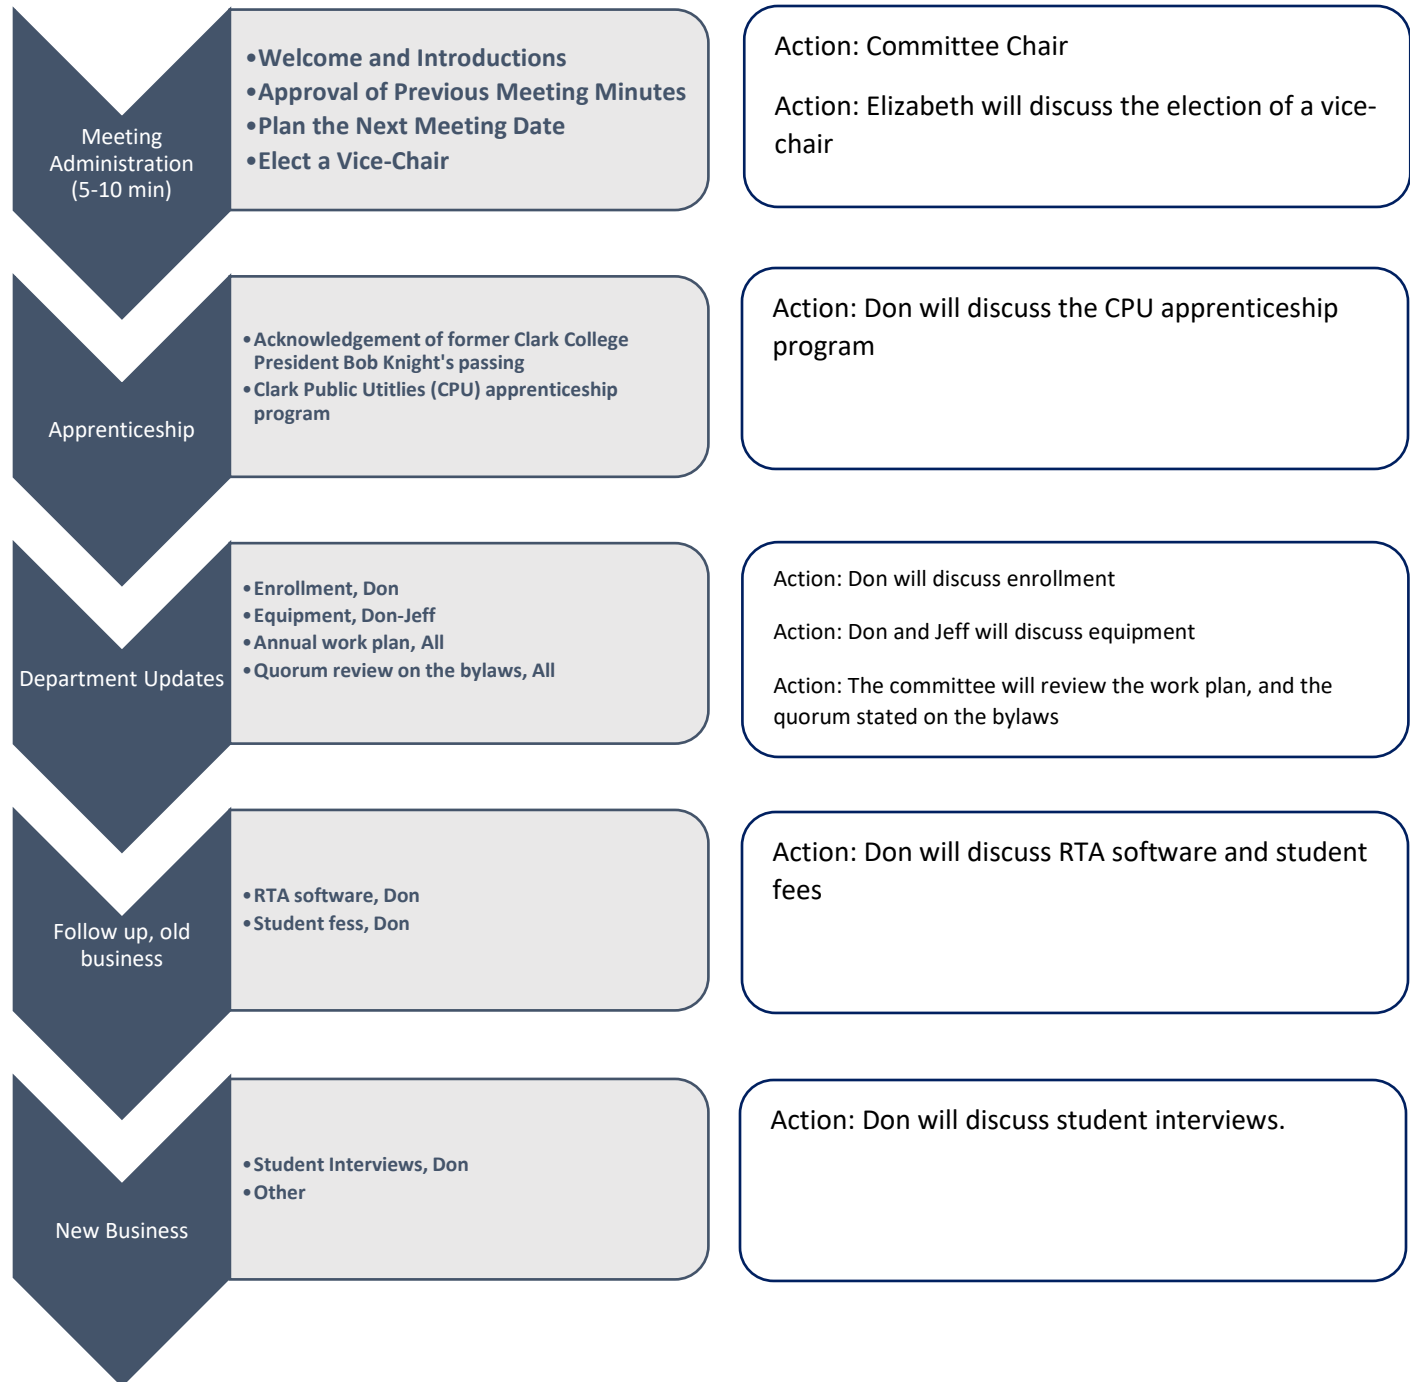 Meeting
Administration
(5-10 min)
•Welcome and Introductions
•Approval of Previous Meeting Minutes
•Plan the Next Meeting Date
•Elect a Vice-Chair
Action: Committee Chair
Action: Elizabeth will discuss the election of a vice-
chair
Apprenticeship
•Acknowledgement of former Clark College
President Bob Knight's passing
•Clark Public Utitlies (CPU) apprenticeship
program
Action: Don will discuss the CPU apprenticeship
program
Department Updates
•Enrollment, Don
•Equipment, Don-Jeff
•Annual work plan, All
•Quorum review on the bylaws, All
Action: Don will discuss enrollment
Action: Don and Jeff will discuss equipment
Action: The committee will review the work plan, and the
quorum stated on the bylaws
Follow up, old
business
•RTA software, Don
•Student fess, Don
Action: Don will discuss RTA software and student
fees
New Business
•Student Interviews, Don
•Other
Action: Don will discuss student interviews.